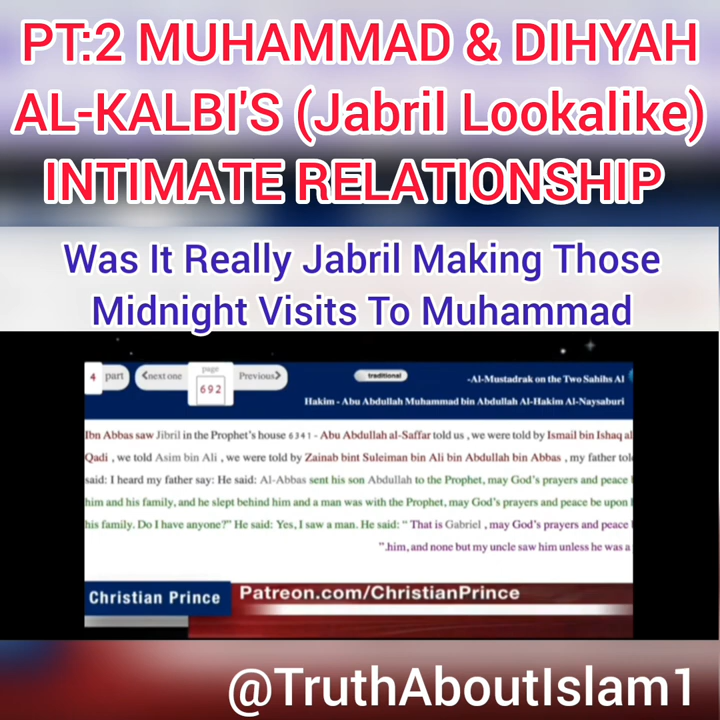 PT:2 MUHAMMAD & DIHYAH
AL-KALBI'S (Jabril Lookalike)
INTIMATE RELATIONSHIP
Was It Really Jabril Making Those
Midnight Visits To Muhammad
4 part
<next one
page
692
Previous>
traditional
-Al-Mustadrak on the Two Sahihs Al
Hakim - Abu Abdullah Muhammad bin Abdullah Al-Hakim Al-Naysaburi
Ibn Abbas saw Jibril in the Prophet's house 6341 - Abu Abdullah al-Saffar told us , we were told by Ismail bin Ishaq al
Qadi , we told Asim bin Ali , we were told by Zainab bint Suleiman bin Ali bin Abdullah bin Abbas , my father tol
said: I heard my father say: He said: Al-Abbas sent his son Abdullah to the Prophet, may God's prayers and peace
him and his family, and he slept behind him and a man was with the Prophet, may God's prayers and peace be upon
his family. Do I have anyone?" He said: Yes, I saw a man. He said: " That is Gabriel , may God's prayers and peace
".him, and none but my uncle saw him unless he was a
Christian Prince
Patreon.com/ChristianPrince
@TruthAboutIslam1